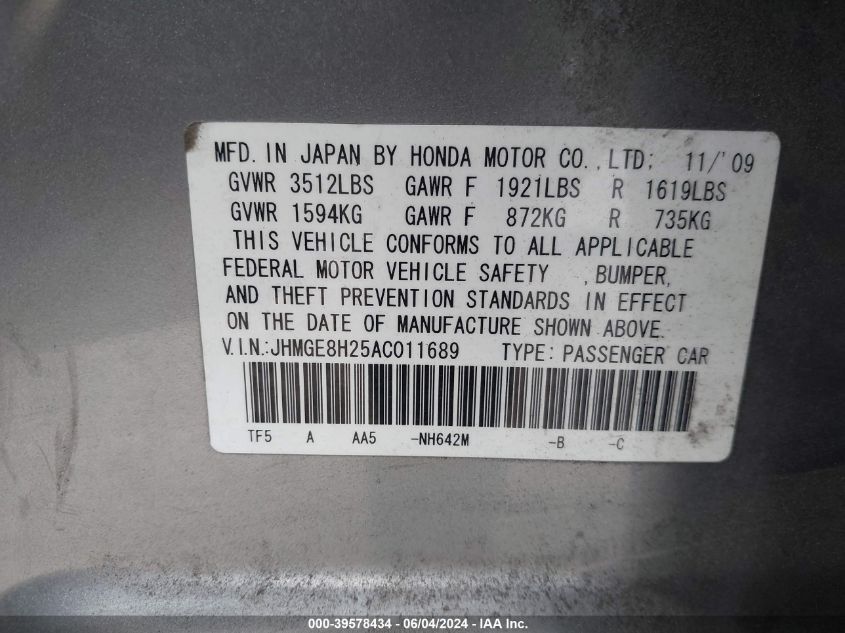 MFD. IN JAPAN BY HONDA MOTOR CO.,LTD; 11/'09
GVWR 3512LBS GAWR F 1921LBS R 1619LBS
GVWR 1594KG GAWR F 872KG R 735KG
THIS VEHICLE CONFORMS TO ALL APPLICABLE
FEDERAL MOTOR VEHICLE SAFETY ,BUMPER,
AND THEFT PREVENTION STANDARDS IN EFFECT
ON THE DATE OF MANUFACTURE SHOWN ABOVE.
V.I.N.:JHMGE8H25AC011689 TYPE: PASSENGER CAR
TF5 A AA5 -NH642M -B -C
000-39578434 - 06/04/2024 - IAA Inc.